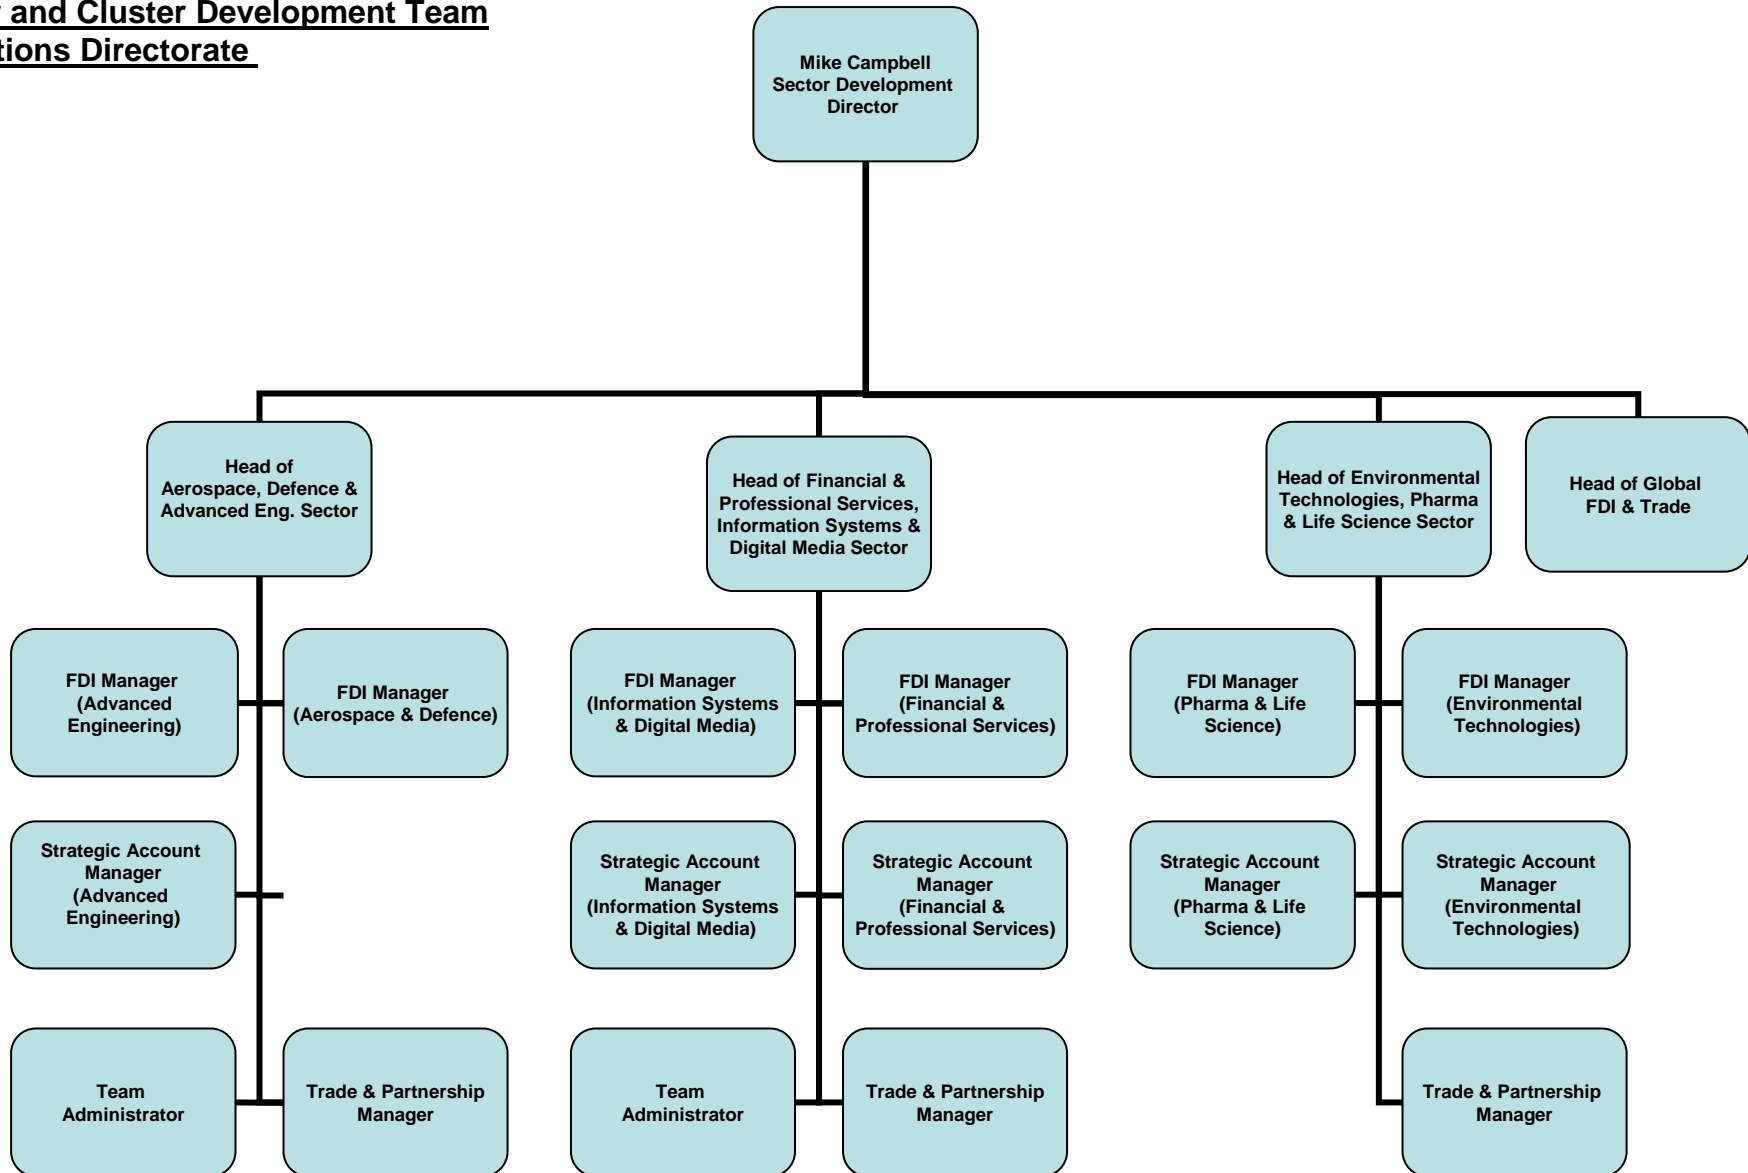 and Cluster Development Team
tions Directorate
Mike Campbell
Sector Development
Director
Head of
Aerospace, Defence &
Advanced Eng. Sector
Head of Financial &
Professional Services,
Information Systems &
Digital Media Sector
Head of Environmental
Technologies, Pharma
& Life Science Sector
Head of Global
FDI & Trade
FDI Manager
(Advanced
Engineering)
FDI Manager
(Aerospace & Defence)
FDI Manager
(Information Systems
& Digital Media)
FDI Manager
(Financial &
Professional Services)
FDI Manager
(Pharma & Life
Science)
FDI Manager
(Environmental
Technologies)
Strategic Account
Manager
(Advanced
Engineering)
Strategic Account
Manager
(Information Systems
& Digital Media)
Strategic Account
Manager
(Financial &
Professional Services)
Strategic Account
Manager
(Pharma & Life
Science)
Strategic Account
Manager
(Environmental
Technologies)
Team
Administrator
Trade & Partnership
Manager
Team
Administrator
Trade & Partnership
Manager
Trade & Partnership
Manager